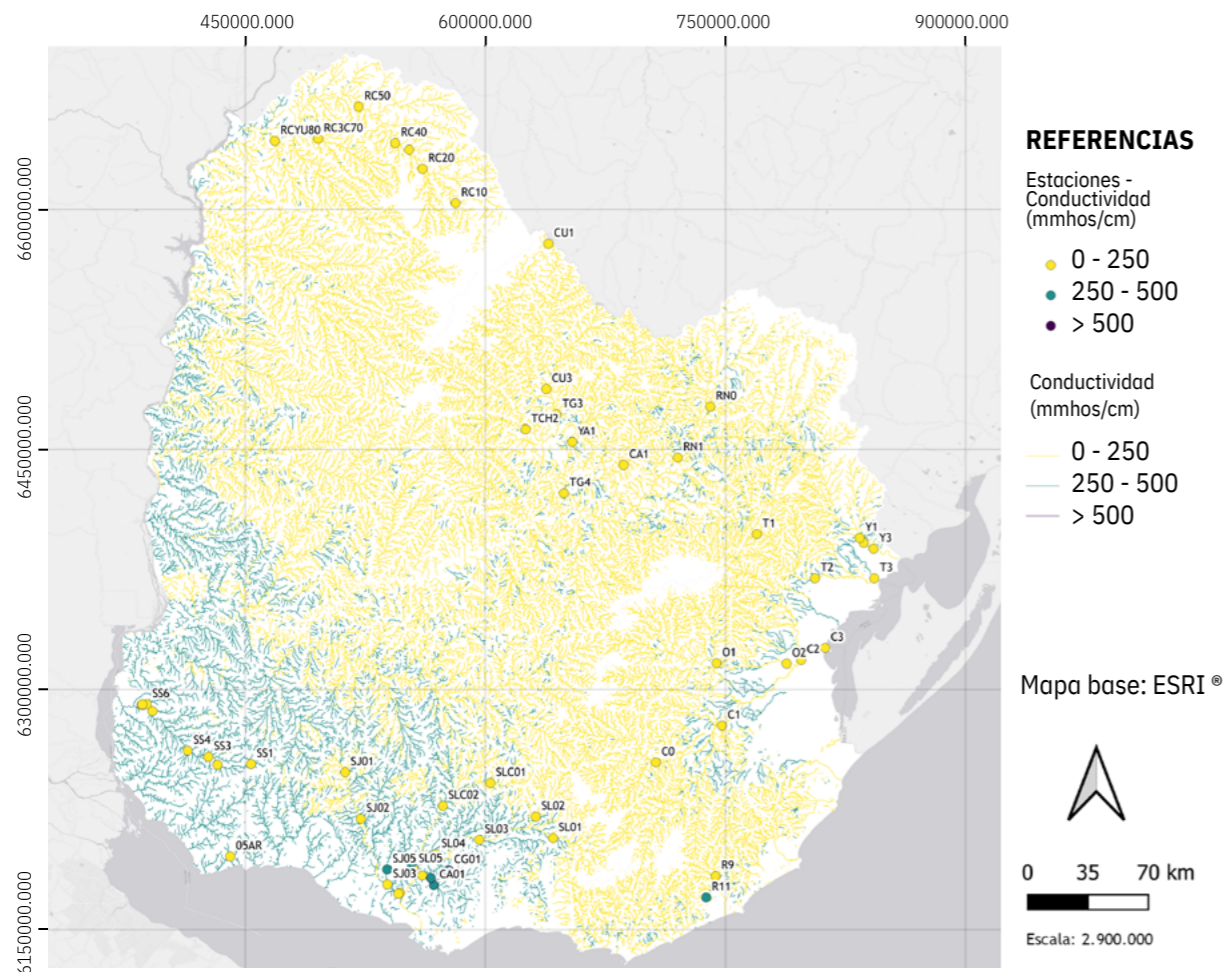 450000.000 600000.000 750000.000 900000.000
6600000.000
6450000.000
6300000.000
6150000.000
RC50
RCYU80 RC3C70
RC40
RC20
RC10
CU1
CU3
TG3
RN0
TCH2
YA1
RN1
CA1
TG4
T1
Y1
Y3
T2
T3
C3
O1
O2 C2
SS6
C1
SS4
SS3
SS1
C0
SJ01
SLC01
SLC02
SJ02
SL02
SL03
SL01
SL04
05AR
SJ05 SL05 CG01
SJ03 CA01
R9
R11
REFERENCIAS
Estaciones -
Conductividad
(mmhos/cm)
0 - 250
250 - 500
> 500
Conductividad
(mmhos/cm)
0 - 250
250 - 500
> 500
Mapa base: ESRI ®
0 35 70 km
Escala: 2.900.000